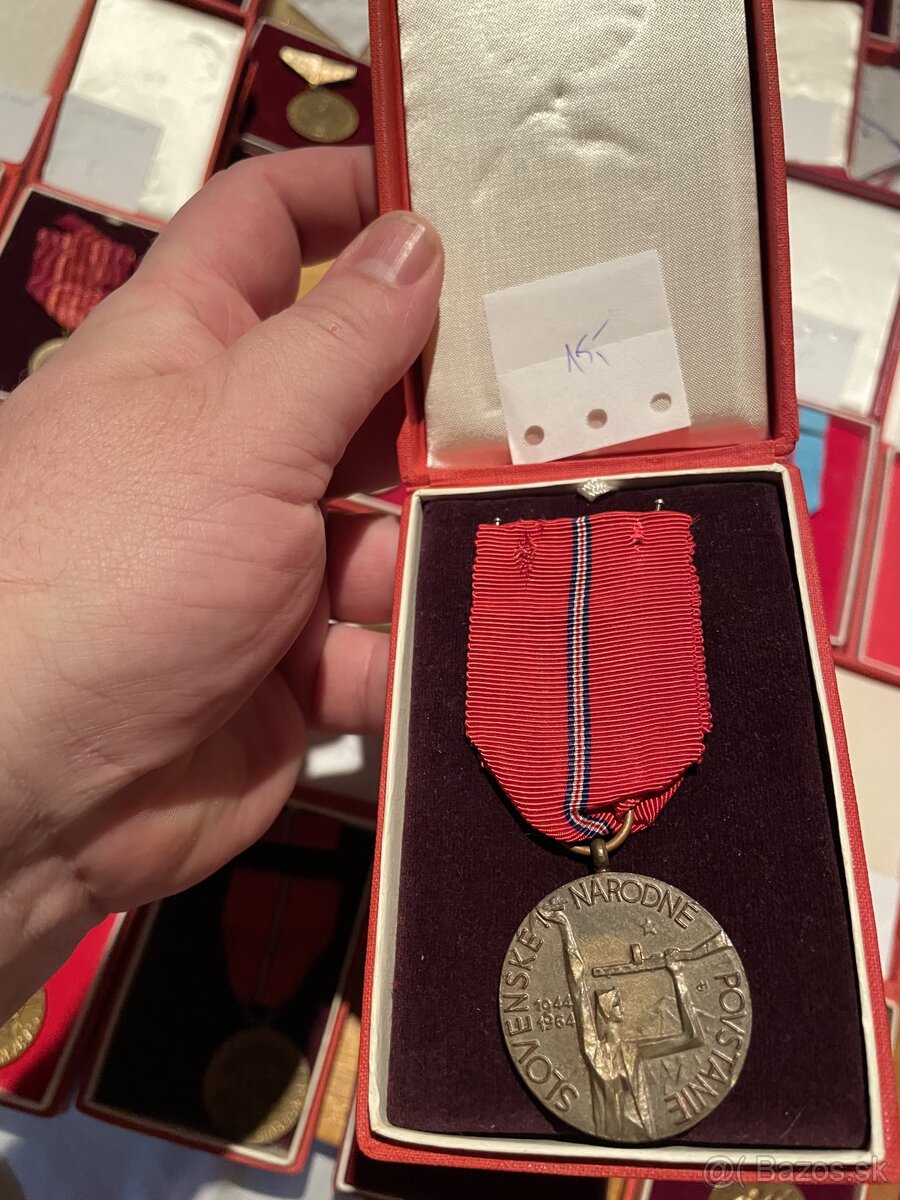 15,-
SLOVENSKÉ NÁRODNÉ POVSTANIE
1944
1964
@( Bazos.sk